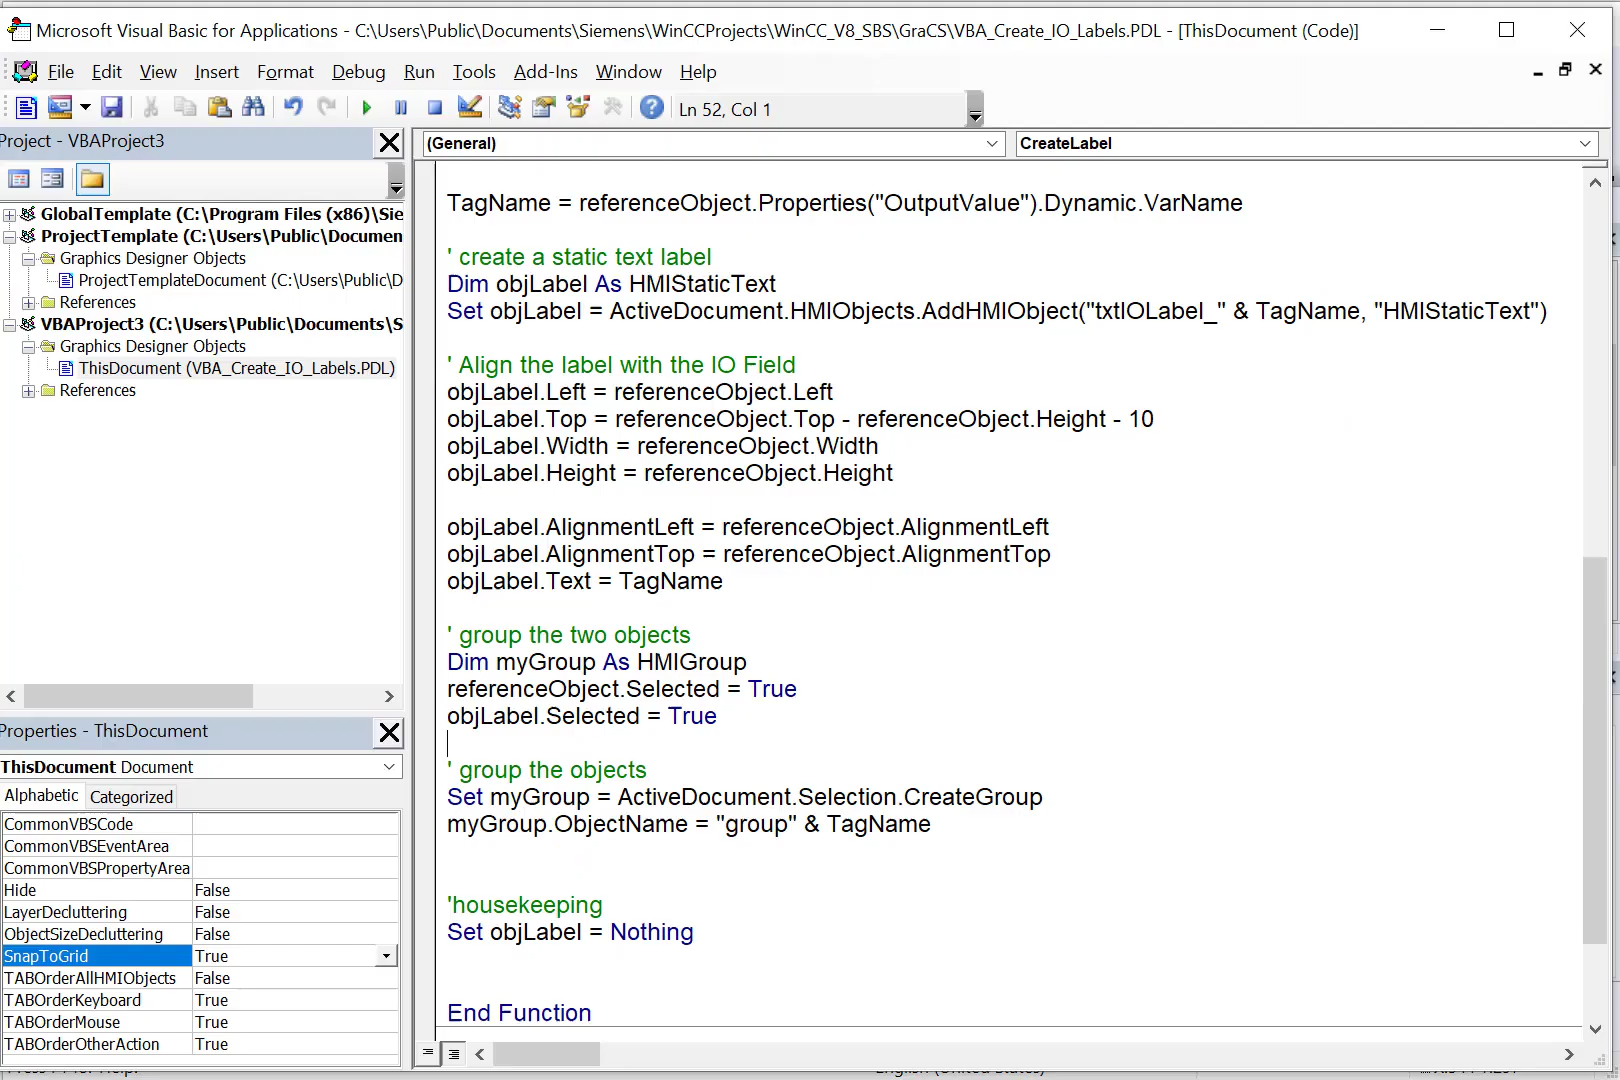 Microsoft Visual Basic for Applications - C:\Users\Public\Documents\Siemens\WinCCProjects\WinCC_V8_SBS\GraCS\VBA_Create_IO_Labels.PDL - [ThisDocument (Code)]
File Edit View Insert Format Debug Run Tools Add-Ins Window Help
Ln 52, Col 1
Project - VBAProject3
GlobalTemplate (C:\Program Files (x86)\Sie
ProjectTemplate (C:\Users\Public\Documen
Graphics Designer Objects
ProjectTemplateDocument (C:\Users\Public\D
References
VBAProject3 (C:\Users\Public\Documents\S
Graphics Designer Objects
ThisDocument (VBA_Create_IO_Labels.PDL)
References
Properties - ThisDocument
ThisDocument Document
Alphabetic Categorized
CommonVBSCode
CommonVBSEventArea
CommonVBSPropertyArea
Hide False
LayerDecluttering False
ObjectSizeDecluttering False
SnapToGrid True
TABOrderAllHMIObjects False
TABOrderKeyboard True
TABOrderMouse True
TABOrderOtherAction True
(General) CreateLabel
TagName = referenceObject.Properties("OutputValue").Dynamic.VarName
' create a static text label
Dim objLabel As HMIStaticText
Set objLabel = ActiveDocument.HMIObjects.AddHMIObject("txtIOLabel_" & TagName, "HMIStaticText")
' Align the label with the IO Field
objLabel.Left = referenceObject.Left
objLabel.Top = referenceObject.Top - referenceObject.Height - 10
objLabel.Width = referenceObject.Width
objLabel.Height = referenceObject.Height
objLabel.AlignmentLeft = referenceObject.AlignmentLeft
objLabel.AlignmentTop = referenceObject.AlignmentTop
objLabel.Text = TagName
' group the two objects
Dim myGroup As HMIGroup
referenceObject.Selected = True
objLabel.Selected = True
' group the objects
Set myGroup = ActiveDocument.Selection.CreateGroup
myGroup.ObjectName = "group" & TagName
'housekeeping
Set objLabel = Nothing
End Function